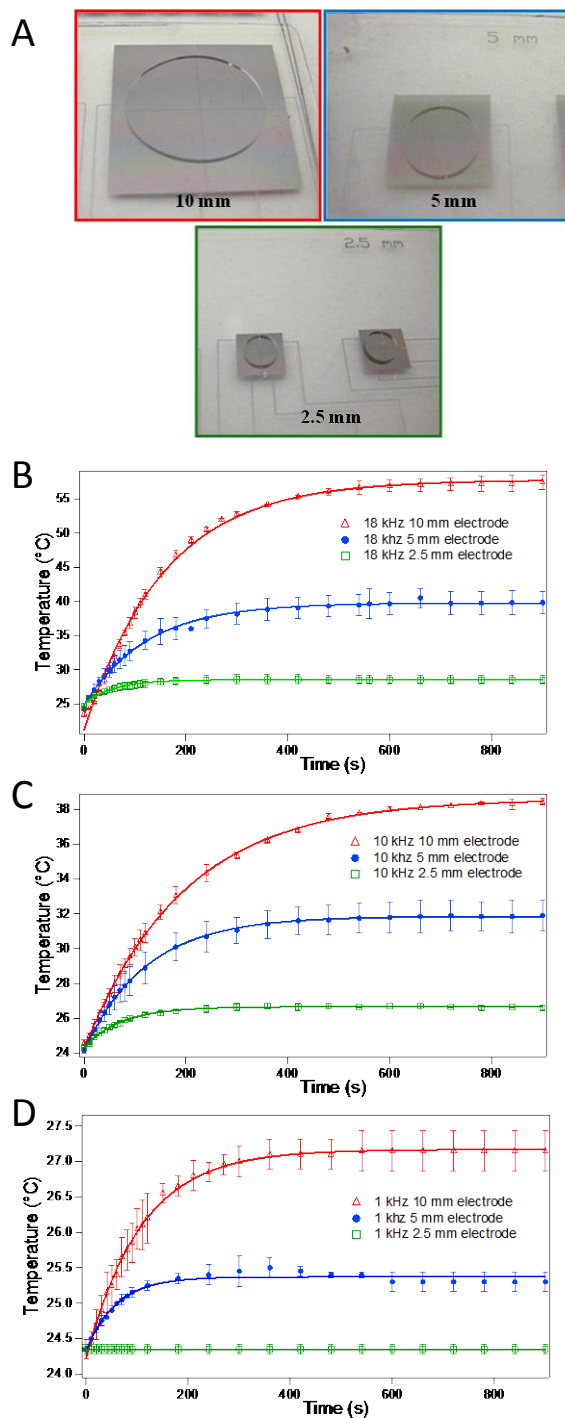 A
10 mm
5 mm
5 mm
2.5 mm
2.5 mm
B
55
50
45
40
35
30
25
Temperature (°C)
18 kHz 10 mm electrode
18 khz 5 mm electrode
18 kHz 2.5 mm electrode
0
200
400
600
800
Time (s)
C
38
36
34
32
30
28
26
24
Temperature (°C)
10 kHz 10 mm electrode
10 khz 5 mm electrode
10 kHz 2.5 mm electrode
0
200
400
600
800
Time (s)
D
27.5
27.0
26.5
26.0
25.5
25.0
24.5
24.0
Temperature (°C)
1 kHz 10 mm electrode
1 khz 5 mm electrode
1 kHz 2.5 mm electrode
0
200
400
600
800
Time (s)